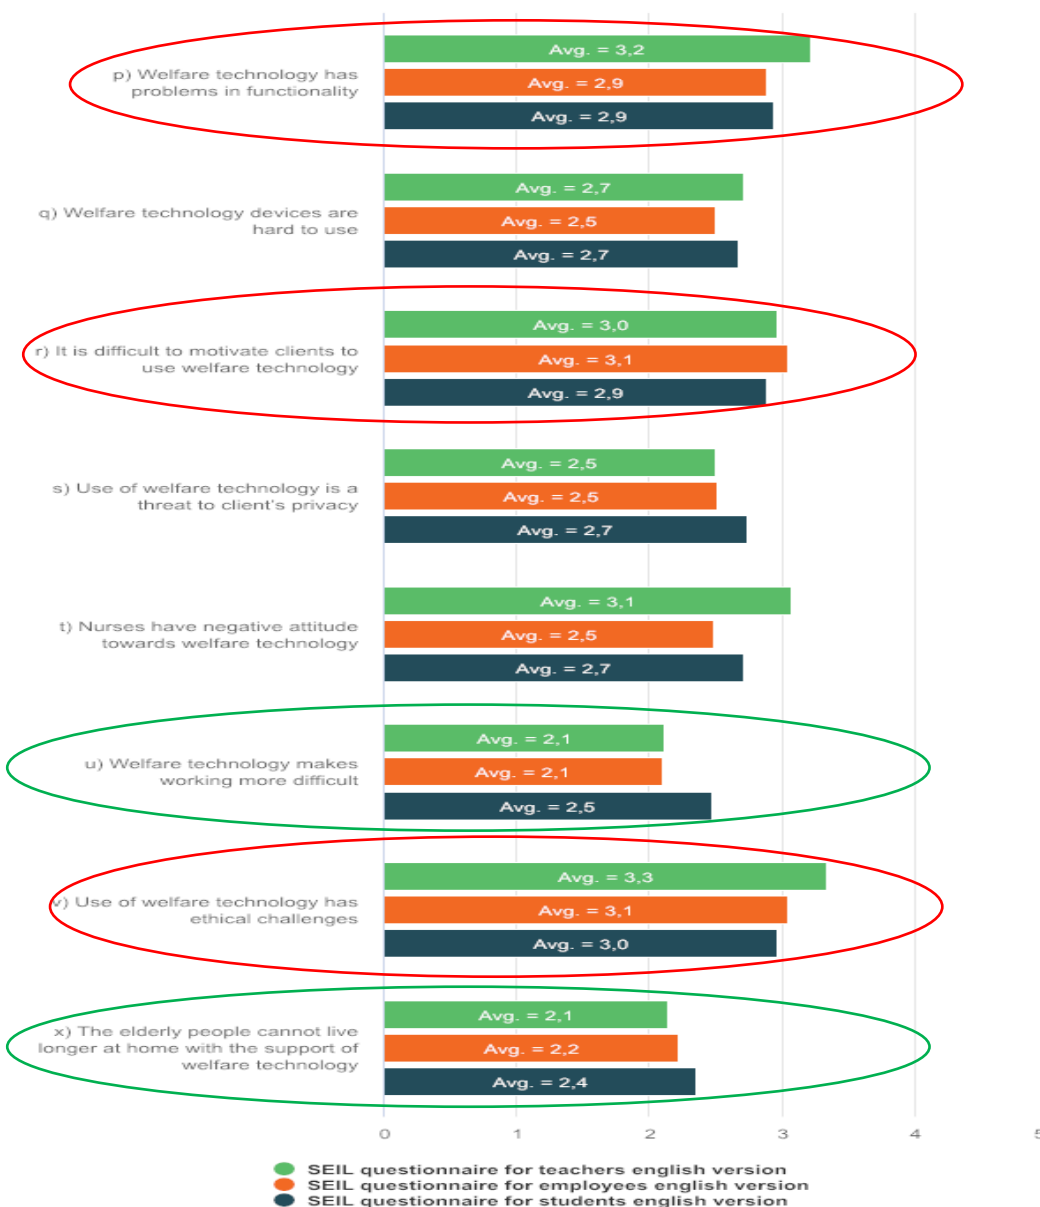 Avg. = 3,2
p) Welfare technology has
problems in functionality
Avg. = 2,9
Avg. = 2,9
Avg. = 2,7
q) Welfare technology devices are
hard to use
Avg. = 2,5
Avg. = 2,7
Avg. = 3,0
r) It is difficult to motivate clients to
use welfare technology
Avg. = 3,1
Avg. = 2,9
Avg. = 2,5
s) Use of welfare technology is a
threat to client's privacy
Avg. = 2,5
Avg. = 2,7
Avg. = 3,1
t) Nurses have negative attitude
towards welfare technology
Avg. = 2,5
Avg. = 2,7
Avg. = 2,1
u) Welfare technology makes
working more difficult
Avg. = 2,1
Avg. = 2,5
Avg. = 3,3
v) Use of welfare technology has
ethical challenges
Avg. = 3,1
Avg. = 3,0
Avg. = 2,1
x) The elderly people cannot live
longer at home with the support of
welfare technology
Avg. = 2,2
Avg. = 2,4
0 1 2 3 4 5
SEIL questionnaire for teachers english version
SEIL questionnaire for employees english version
SEIL questionnaire for students english version